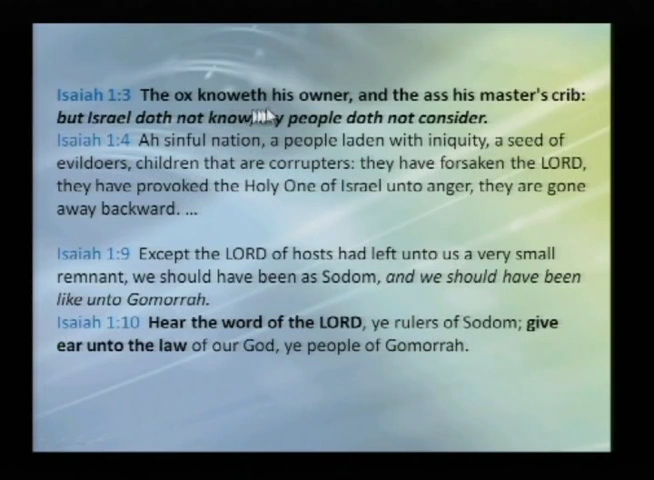 Isaiah 1:3 The ox knoweth his owner, and the ass his master's crib:
but Israel doth not know, people doth not consider.
Isaiah 1:4 Ah sinful nation, a people laden with iniquity, a seed of
evildoers, children that are corrupters: they have forsaken the LORD,
they have provoked the Holy One of Israel unto anger, they are gone
away backward. ...
Isaiah 1:9 Except the LORD of hosts had left unto us a very small
remnant, we should have been as Sodom, and we should have been
like unto Gomorrah.
Isaiah 1:10 Hear the word of the LORD, ye rulers of Sodom; give
ear unto the law of our God, ye people of Gomorrah.